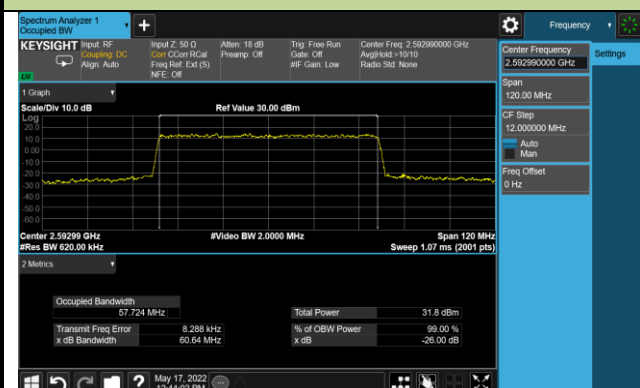 Spectrum Analyzer 1
Occupied BW
Frequency
KEYSIGHT
Input: RF
Coupling: DC
Align: Auto
Input Z: 50 Ω
Corr CCorr RCal
Freq Ref: Ext (S)
NFE: Off
Atten: 18 dB
Preamp: Off
Trig: Free Run
Gate: Off
#IF Gain: Low
Center Freq: 2.592990000 GHz
Avg|Hold:>10/10
Radio Std: None
LXI
Center Frequency
2.592990000 GHz
Settings
Span
120.00 MHz
CF Step
12.000000 MHz
Auto
Man
Freq Offset
0 Hz
1 Graph
Scale/Div 10.0 dB
Ref Value 30.00 dBm
Log
20.0
10.0
0.00
-10.0
-20.0
-30.0
-40.0
-50.0
-60.0
Center 2.59299 GHz
#Video BW 2.0000 MHz
Span 120 MHz
#Res BW 620.00 kHz
Sweep 1.07 ms (2001 pts)
2 Metrics
Occupied Bandwidth
57.724 MHz
Total Power
31.8 dBm
Transmit Freq Error
8.288 kHz
% of OBW Power
99.00 %
x dB Bandwidth
60.64 MHz
x dB
-26.00 dB
May 17, 2022